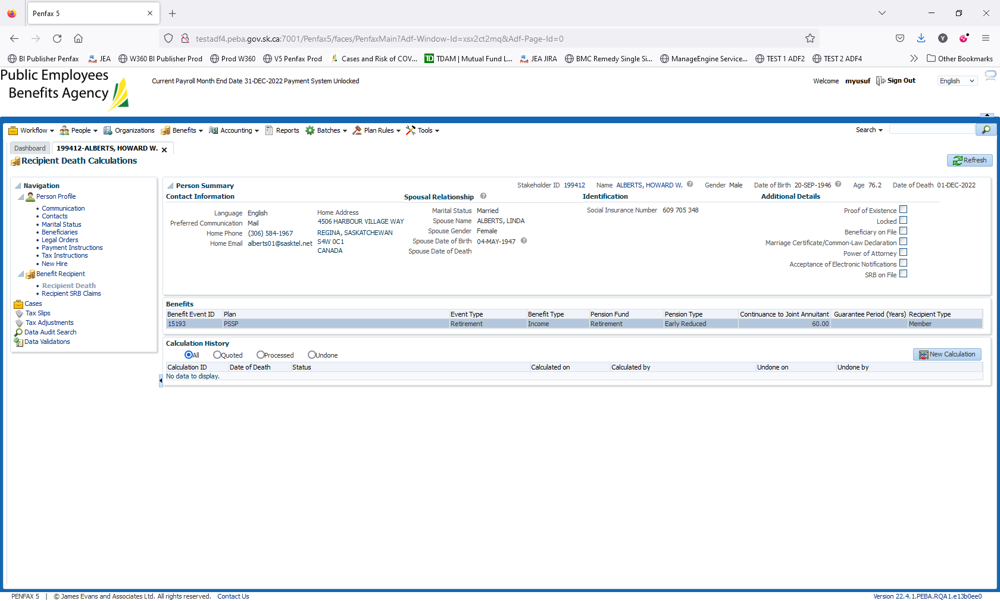 Penfax 5
testadf4.peba.gov.sk.ca:7001/Penfax5/faces/PenfaxMain?Adf-Window-Id=xsx2ct2mq&Adf-Page-Id=0
BI Publisher Penfax JEA W360 BI Publisher Prod Prod W360 V5 Penfax Prod Cases and Risk of COV... TDAM | Mutual Fund L... JEA JIRA BMC Remedy Single Si... ManageEngine Service... TEST 1 ADF2 TEST 2 ADF4 Other Bookmarks
Public Employees
Benefits Agency
Current Payroll Month End Date 31-DEC-2022 Payment System Unlocked
Welcome myusuf Sign Out English
Workflow People Organizations Benefits Accounting Reports Batches Plan Rules Tools Search
Dashboard 199412-ALBERTS, HOWARD W.
Recipient Death Calculations
Refresh
Navigation
Person Profile
Communication
Contacts
Marital Status
Beneficiaries
Legal Orders
Payment Instructions
Tax Instructions
New Hire
Benefit Recipient
Recipient Death
Recipient SRB Claims
Cases
Tax Slips
Tax Adjustments
Data Audit Search
Data Validations
Person Summary Stakeholder ID 199412 Name ALBERTS, HOWARD W. Gender Male Date of Birth 20-SEP-1946 Age 76.2 Date of Death 01-DEC-2022
Contact Information
Language English
Preferred Communication Mail
Home Phone (306) 584-1967
Home Email alberts01@sasktel.net
Home Address
4506 HARBOUR VILLAGE WAY
REGINA, SASKATCHEWAN
S4W 0C1
CANADA
Spousal Relationship
Marital Status Married
Spouse Name ALBERTS, LINDA
Spouse Gender Female
Spouse Date of Birth 04-MAY-1947
Spouse Date of Death
Identification
Social Insurance Number 609 705 348
Additional Details
Proof of Existence
Locked
Beneficiary on File
Marriage Certificate/Common-Law Declaration
Power of Attorney
Acceptance of Electronic Notifications
SRB on File
Benefits
Benefit Event ID Plan Event Type Benefit Type Pension Fund Pension Type Continuance to Joint Annuitant Guarantee Period (Years) Recipient Type
15193 PSSP Retirement Income Retirement Early Reduced 60.00 Member
Calculation History
All Quoted Processed Undone
New Calculation
Calculation ID Date of Death Status Calculated on Calculated by Undone on Undone by
No data to display.
PENFAX 5 | © James Evans and Associates Ltd. All rights reserved. Contact Us
Version 22.4.1.PEBA.RQA1.e13b0ee0